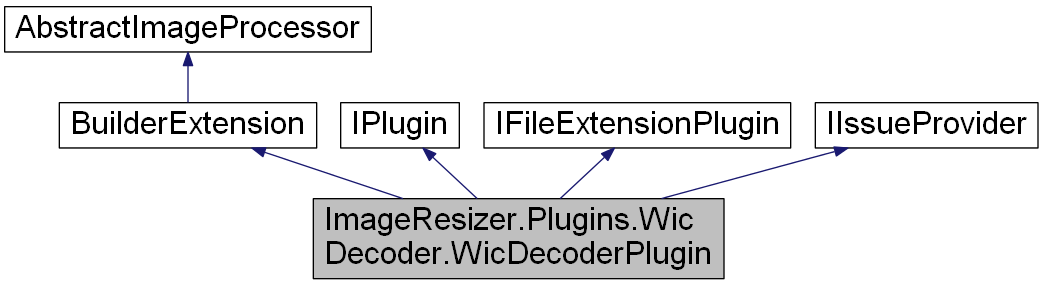 AbstractImageProcessor
BuilderExtension
IPlugin
IFileExtensionPlugin
IIssueProvider
ImageResizer.Plugins.Wic
Decoder.WicDecoderPlugin